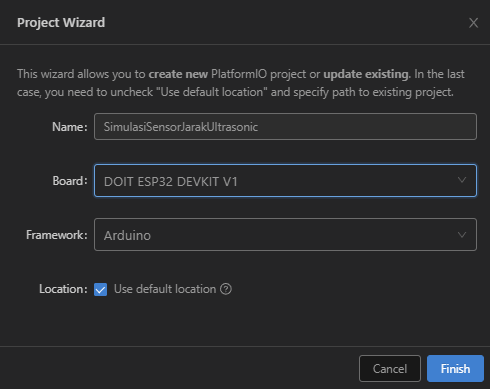 Project Wizard
This wizard allows you to create new PlatformIO project or update existing. In the last
case, you need to uncheck "Use default location" and specify path to existing project.
Name: SimulasiSensorJarakUltrasonic
Board: DOIT ESP32 DEVKIT V1
Framework: Arduino
Location: Use default location
Cancel Finish